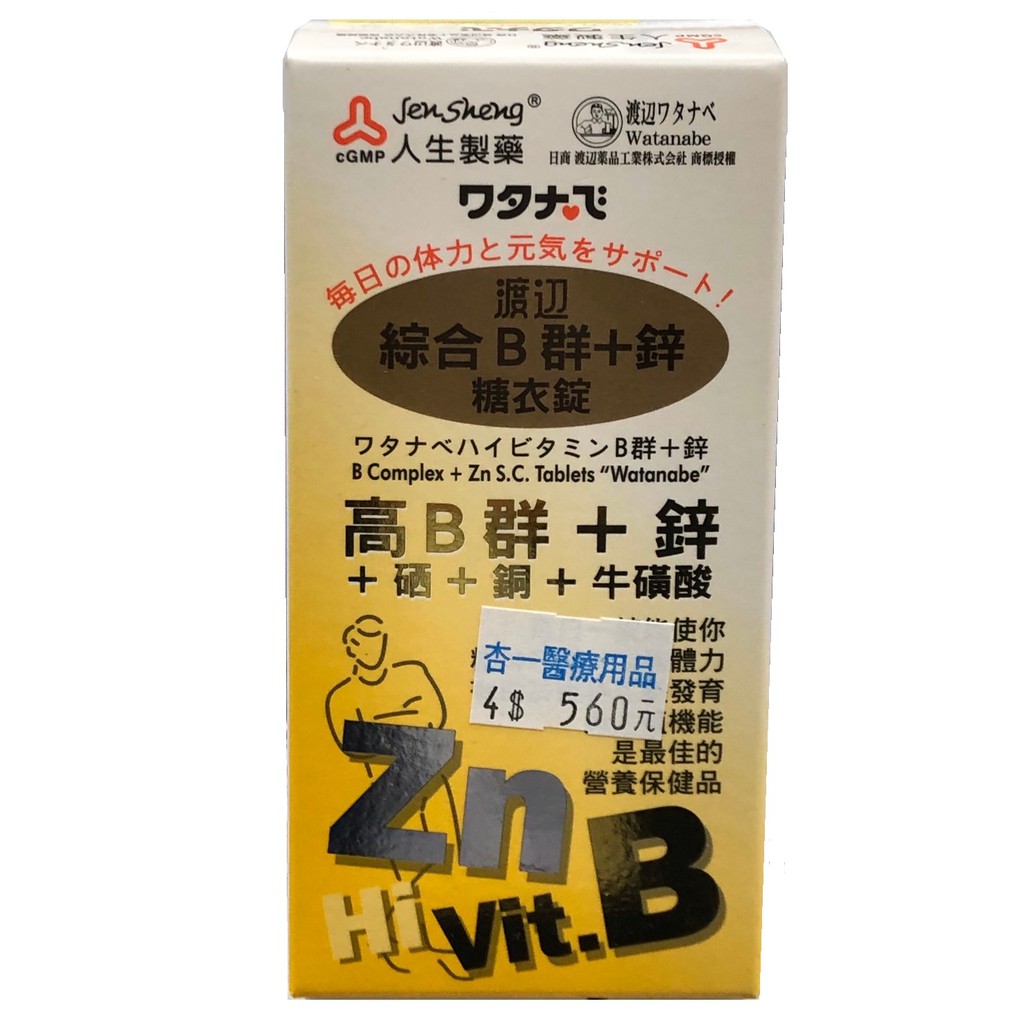 Jen Sheng®
cGMP 人生製藥
渡辺ワタナベ
Watanabe
日商 渡辺薬品工業株式会社 商標授權
ワタナベ
毎日の体力と元気をサポート!
渡辺
綜合B群+鋅
糖衣錠
ワタナベハイビタミンB群+鋅
B Complex + Zn S.C. Tablets “Watanabe”
高B群+鋅
+硒+銅+牛磺酸
使你
體力
發育
機能
是最佳的
營養保健品
杏一醫療用品
4$ 560元
Zn
Hi Vit.B